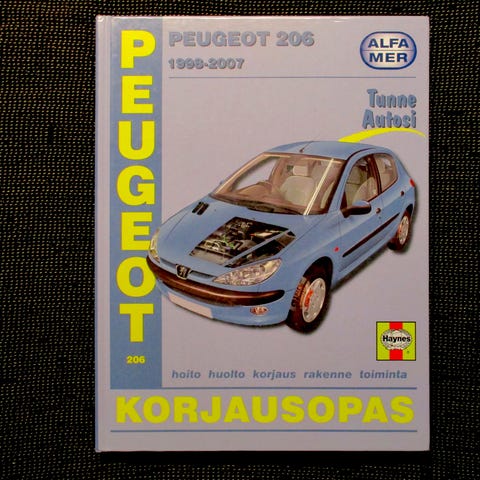 PEUGEOT 206
1998-2007
ALFA
MER
Tunne
Autosi
PEUGEOT
206
Haynes
hoito huolto korjaus rakenne toiminta
KORJAUSOPAS